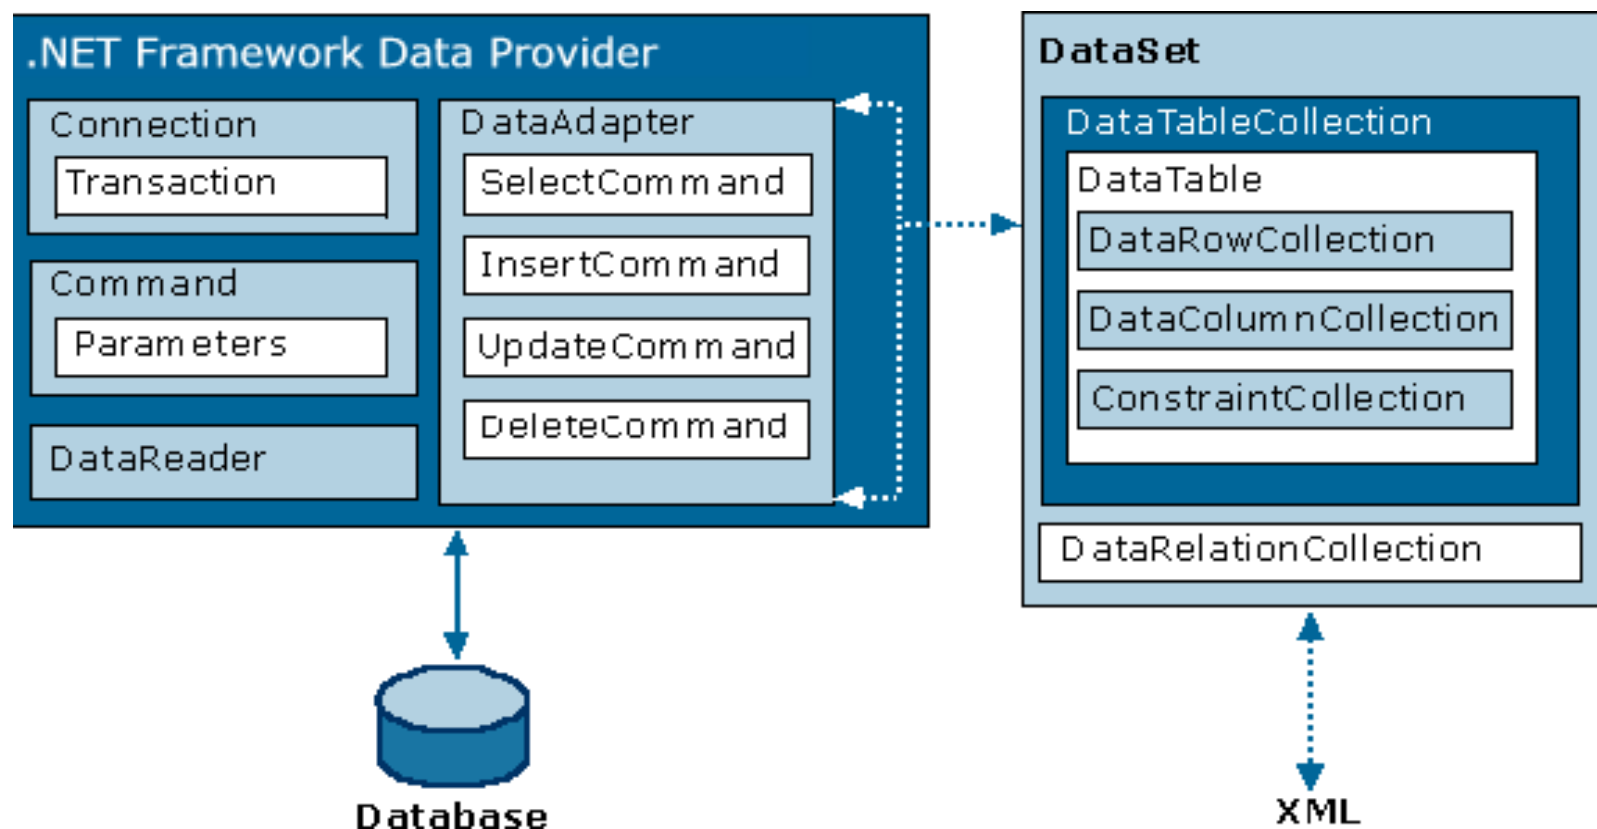 .NET Framework Data Provider
Connection
Transaction
Command
Parameters
DataReader
DataAdapter
SelectCommand
InsertCommand
UpdateCommand
DeleteCommand
Database
DataSet
DataTableCollection
DataTable
DataRowCollection
DataColumnCollection
ConstraintCollection
DataRelationCollection
XML